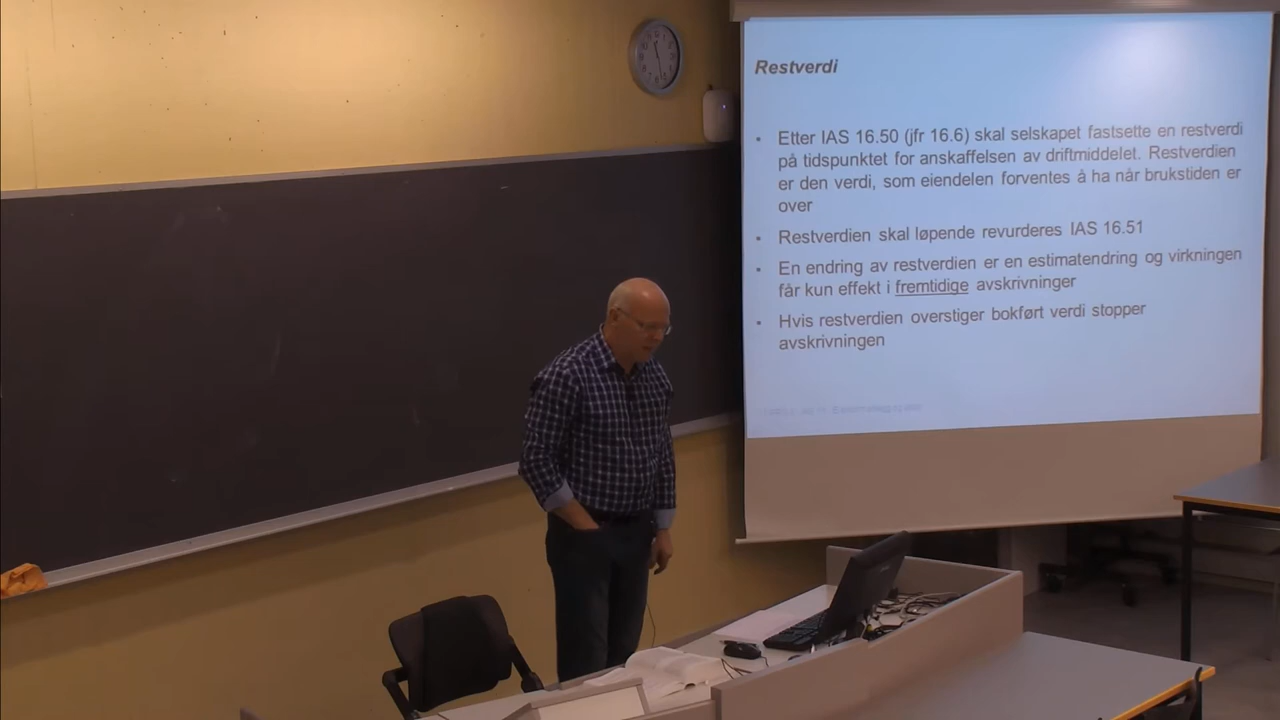 Restverdi
Etter IAS 16.50 (jfr 16.6) skal selskapet fastsette en restverdi
på tidspunktet for anskaffelsen av driftmiddelet. Restverdien
er den verdi, som eiendelen forventes å ha når brukstiden er
over
Restverdien skal løpende revurderes IAS 16.51
En endring av restverdien er en estimatendring og virkningen
får kun effekt i fremtidige avskrivninger
Hvis restverdien overstiger bokført verdi stopper
avskrivningen